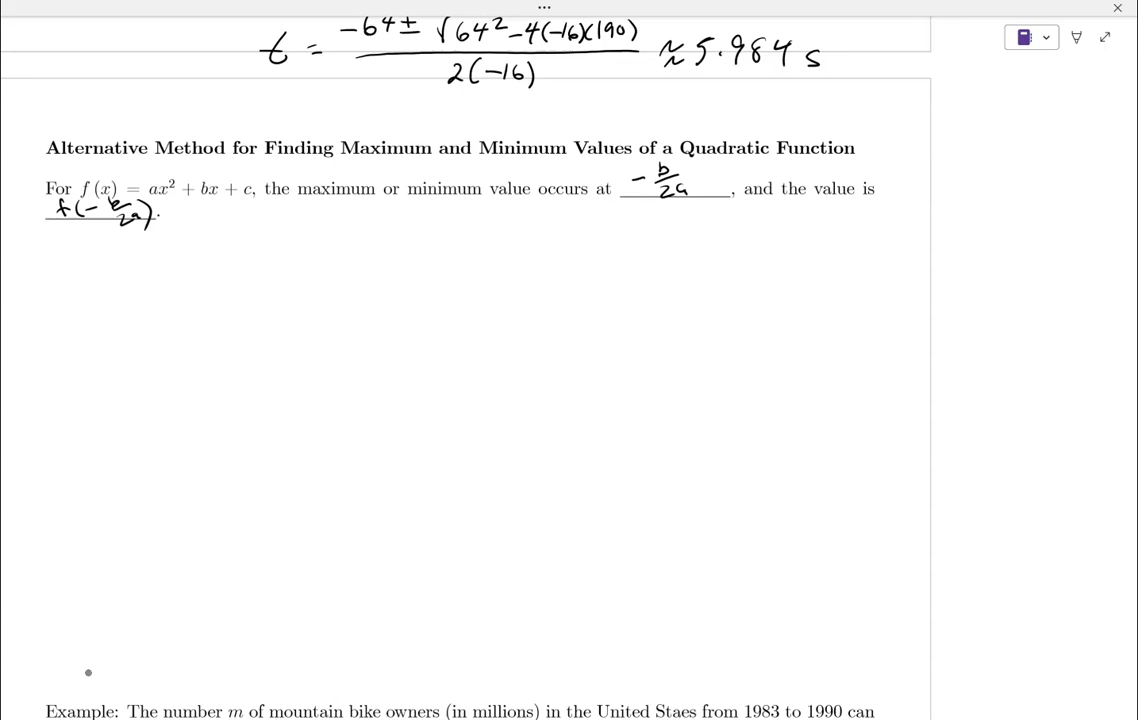 t = −64 ± √64² −4(−16)(190) / 2(−16) ≈ 5.984 s
Alternative Method for Finding Maximum and Minimum Values of a Quadratic Function
For f (x) = ax² + bx + c, the maximum or minimum value occurs at −b/2a, and the value is
f(−b/2a).
Example: The number m of mountain bike owners (in millions) in the United Staes from 1983 to 1990 can